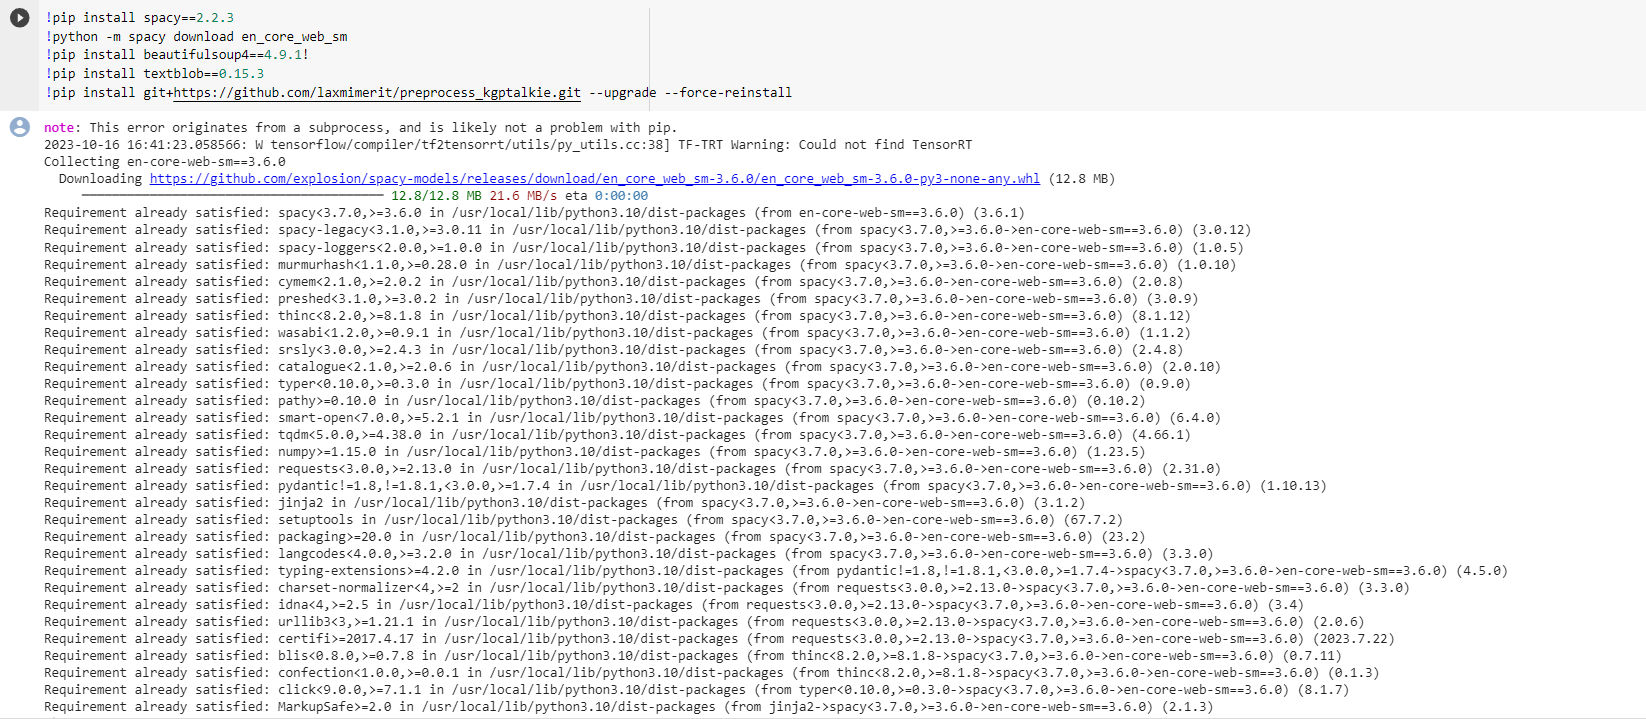 !pip install spacy==2.2.3
!python -m spacy download en_core_web_sm
!pip install beautifulsoup4==4.9.1!
!pip install textblob==0.15.3
!pip install git+https://github.com/laxmimerit/preprocess_kgptalkie.git --upgrade --force-reinstall
note: This error originates from a subprocess, and is likely not a problem with pip.
2023-10-16 16:41:23.058566: W tensorflow/compiler/tf2tensorrt/utils/py_utils.cc:38] TF-TRT Warning: Could not find TensorRT
Collecting en-core-web-sm==3.6.0
Downloading https://github.com/explosion/spacy-models/releases/download/en_core_web_sm-3.6.0/en_core_web_sm-3.6.0-py3-none-any.whl (12.8 MB)
12.8/12.8 MB 21.6 MB/s eta 0:00:00
Requirement already satisfied: spacy<3.7.0,>=3.6.0 in /usr/local/lib/python3.10/dist-packages (from en-core-web-sm==3.6.0) (3.6.1)
Requirement already satisfied: spacy-legacy<3.1.0,>=3.0.11 in /usr/local/lib/python3.10/dist-packages (from spacy<3.7.0,>=3.6.0->en-core-web-sm==3.6.0) (3.0.12)
Requirement already satisfied: spacy-loggers<2.0.0,>=1.0.0 in /usr/local/lib/python3.10/dist-packages (from spacy<3.7.0,>=3.6.0->en-core-web-sm==3.6.0) (1.0.5)
Requirement already satisfied: murmurhash<1.1.0,>=0.28.0 in /usr/local/lib/python3.10/dist-packages (from spacy<3.7.0,>=3.6.0->en-core-web-sm==3.6.0) (1.0.10)
Requirement already satisfied: cymem<2.1.0,>=2.0.2 in /usr/local/lib/python3.10/dist-packages (from spacy<3.7.0,>=3.6.0->en-core-web-sm==3.6.0) (2.0.8)
Requirement already satisfied: preshed<3.1.0,>=3.0.2 in /usr/local/lib/python3.10/dist-packages (from spacy<3.7.0,>=3.6.0->en-core-web-sm==3.6.0) (3.0.9)
Requirement already satisfied: thinc<8.2.0,>=8.1.8 in /usr/local/lib/python3.10/dist-packages (from spacy<3.7.0,>=3.6.0->en-core-web-sm==3.6.0) (8.1.12)
Requirement already satisfied: wasabi<1.2.0,>=0.9.1 in /usr/local/lib/python3.10/dist-packages (from spacy<3.7.0,>=3.6.0->en-core-web-sm==3.6.0) (1.1.2)
Requirement already satisfied: srsly<3.0.0,>=2.4.3 in /usr/local/lib/python3.10/dist-packages (from spacy<3.7.0,>=3.6.0->en-core-web-sm==3.6.0) (2.4.8)
Requirement already satisfied: catalogue<2.1.0,>=2.0.6 in /usr/local/lib/python3.10/dist-packages (from spacy<3.7.0,>=3.6.0->en-core-web-sm==3.6.0) (2.0.10)
Requirement already satisfied: typer<0.10.0,>=0.3.0 in /usr/local/lib/python3.10/dist-packages (from spacy<3.7.0,>=3.6.0->en-core-web-sm==3.6.0) (0.9.0)
Requirement already satisfied: pathy>=0.10.0 in /usr/local/lib/python3.10/dist-packages (from spacy<3.7.0,>=3.6.0->en-core-web-sm==3.6.0) (0.10.2)
Requirement already satisfied: smart-open<7.0.0,>=5.2.1 in /usr/local/lib/python3.10/dist-packages (from spacy<3.7.0,>=3.6.0->en-core-web-sm==3.6.0) (6.4.0)
Requirement already satisfied: tqdm<5.0.0,>=4.38.0 in /usr/local/lib/python3.10/dist-packages (from spacy<3.7.0,>=3.6.0->en-core-web-sm==3.6.0) (4.66.1)
Requirement already satisfied: numpy>=1.15.0 in /usr/local/lib/python3.10/dist-packages (from spacy<3.7.0,>=3.6.0->en-core-web-sm==3.6.0) (1.23.5)
Requirement already satisfied: requests<3.0.0,>=2.13.0 in /usr/local/lib/python3.10/dist-packages (from spacy<3.7.0,>=3.6.0->en-core-web-sm==3.6.0) (2.31.0)
Requirement already satisfied: pydantic!=1.8,!=1.8.1,<3.0.0,>=1.7.4 in /usr/local/lib/python3.10/dist-packages (from spacy<3.7.0,>=3.6.0->en-core-web-sm==3.6.0) (1.10.13)
Requirement already satisfied: jinja2 in /usr/local/lib/python3.10/dist-packages (from spacy<3.7.0,>=3.6.0->en-core-web-sm==3.6.0) (3.1.2)
Requirement already satisfied: setuptools in /usr/local/lib/python3.10/dist-packages (from spacy<3.7.0,>=3.6.0->en-core-web-sm==3.6.0) (67.7.2)
Requirement already satisfied: packaging>=20.0 in /usr/local/lib/python3.10/dist-packages (from spacy<3.7.0,>=3.6.0->en-core-web-sm==3.6.0) (23.2)
Requirement already satisfied: langcodes<4.0.0,>=3.2.0 in /usr/local/lib/python3.10/dist-packages (from spacy<3.7.0,>=3.6.0->en-core-web-sm==3.6.0) (3.3.0)
Requirement already satisfied: typing-extensions>=4.2.0 in /usr/local/lib/python3.10/dist-packages (from pydantic!=1.8,!=1.8.1,<3.0.0,>=1.7.4->spacy<3.7.0,>=3.6.0->en-core-web-sm==3.6.0) (4.5.0)
Requirement already satisfied: charset-normalizer<4,>=2 in /usr/local/lib/python3.10/dist-packages (from requests<3.0.0,>=2.13.0->spacy<3.7.0,>=3.6.0->en-core-web-sm==3.6.0) (3.3.0)
Requirement already satisfied: idna<4,>=2.5 in /usr/local/lib/python3.10/dist-packages (from requests<3.0.0,>=2.13.0->spacy<3.7.0,>=3.6.0->en-core-web-sm==3.6.0) (3.4)
Requirement already satisfied: urllib3<3,>=1.21.1 in /usr/local/lib/python3.10/dist-packages (from requests<3.0.0,>=2.13.0->spacy<3.7.0,>=3.6.0->en-core-web-sm==3.6.0) (2.0.6)
Requirement already satisfied: certifi>=2017.4.17 in /usr/local/lib/python3.10/dist-packages (from requests<3.0.0,>=2.13.0->spacy<3.7.0,>=3.6.0->en-core-web-sm==3.6.0) (2023.7.22)
Requirement already satisfied: blis<0.8.0,>=0.7.8 in /usr/local/lib/python3.10/dist-packages (from thinc<8.2.0,>=8.1.8->spacy<3.7.0,>=3.6.0->en-core-web-sm==3.6.0) (0.7.11)
Requirement already satisfied: confection<1.0.0,>=0.0.1 in /usr/local/lib/python3.10/dist-packages (from thinc<8.2.0,>=8.1.8->spacy<3.7.0,>=3.6.0->en-core-web-sm==3.6.0) (0.1.3)
Requirement already satisfied: click<9.0.0,>=7.1.1 in /usr/local/lib/python3.10/dist-packages (from typer<0.10.0,>=0.3.0->spacy<3.7.0,>=3.6.0->en-core-web-sm==3.6.0) (8.1.7)
Requirement already satisfied: MarkupSafe>=2.0 in /usr/local/lib/python3.10/dist-packages (from jinja2->spacy<3.7.0,>=3.6.0->en-core-web-sm==3.6.0) (2.1.3)